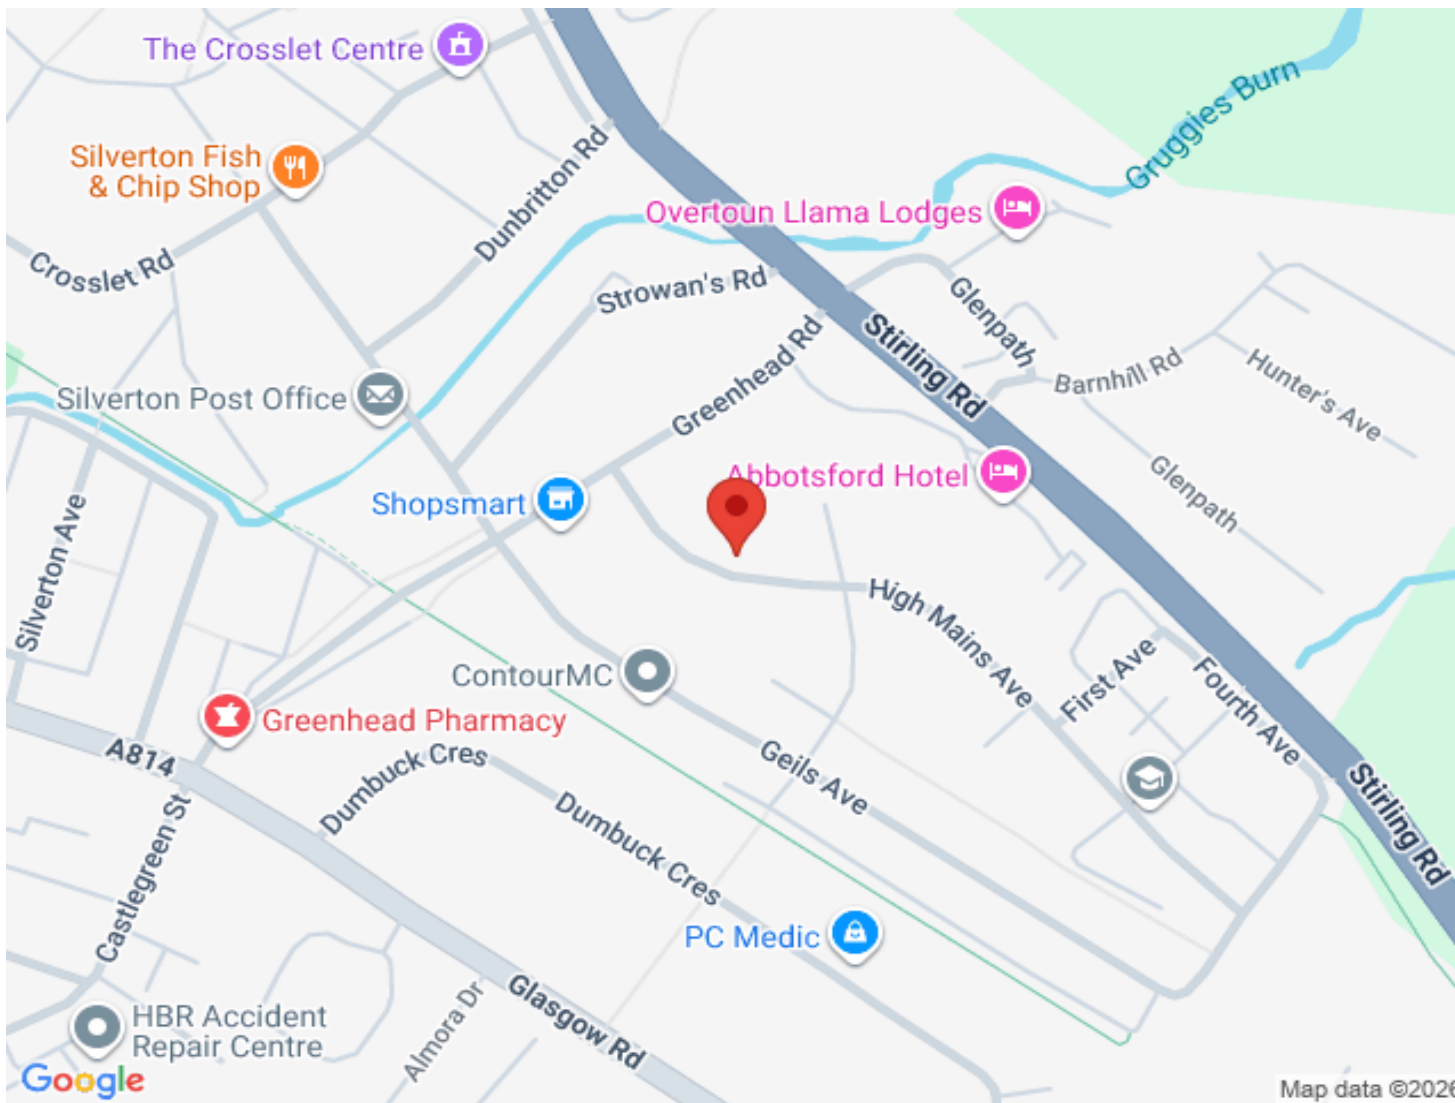 The Crosslet Centre
Gruggies Burn
Silverton Fish
& Chip Shop
Dunbritton Rd
Overtoun Llama Lodges
Crosslet Rd
Strowan's Rd
Glenpath
Stirling Rd
Greenhead Rd
Barnhill Rd
Hunter's Ave
Silverton Post Office
Abbotsford Hotel
Glenpath
Shopsmart
Silverton Ave
High Mains Ave
First Ave
Fourth Ave
ContourMC
Greenhead Pharmacy
A814
Dumbuck Cres
Geils Ave
Stirling Rd
Dumbuck Cres
Castlegreen St
PC Medic
Glasgow Rd
Almora Dr
HBR Accident
Repair Centre
Google
Map data ©2026